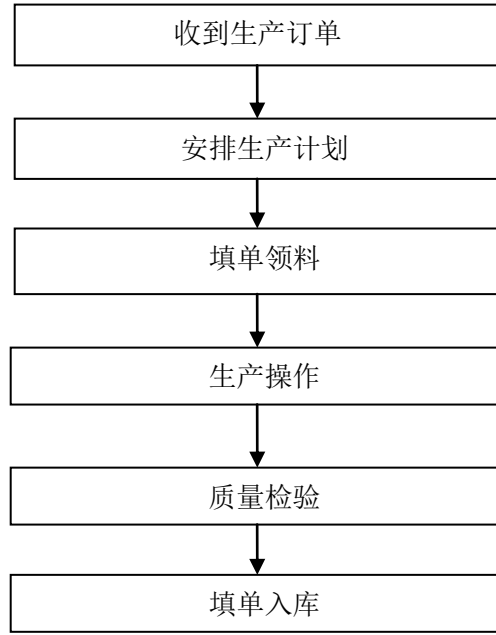 收到生产订单
安排生产计划
填单领料
生产操作
质量检验
填单入库